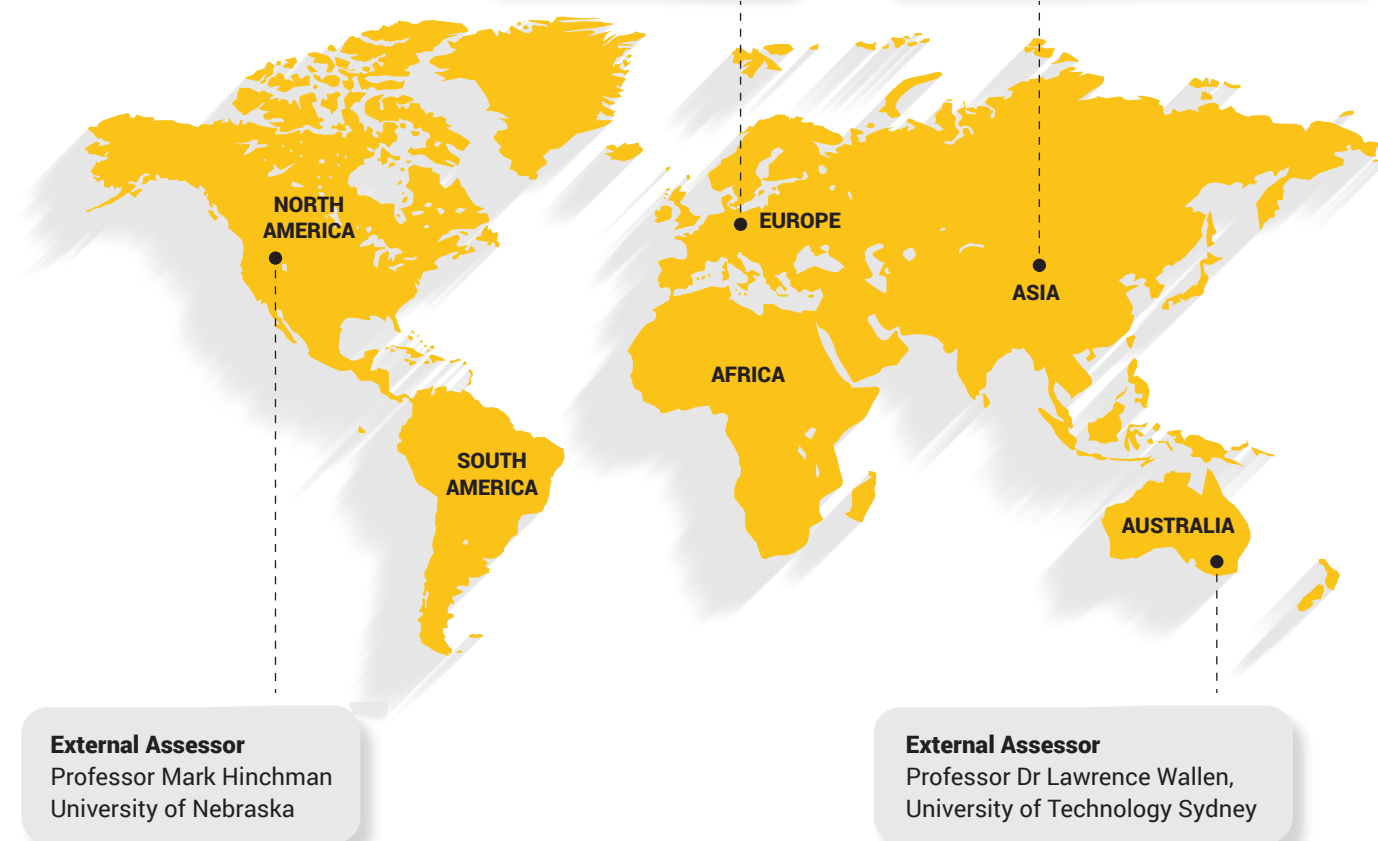 NORTH
AMERICA
EUROPE
ASIA
AFRICA
SOUTH
AMERICA
AUSTRALIA
External Assessor
Professor Mark Hinchman
University of Nebraska
External Assessor
Professor Dr Lawrence Wallen,
University of Technology Sydney